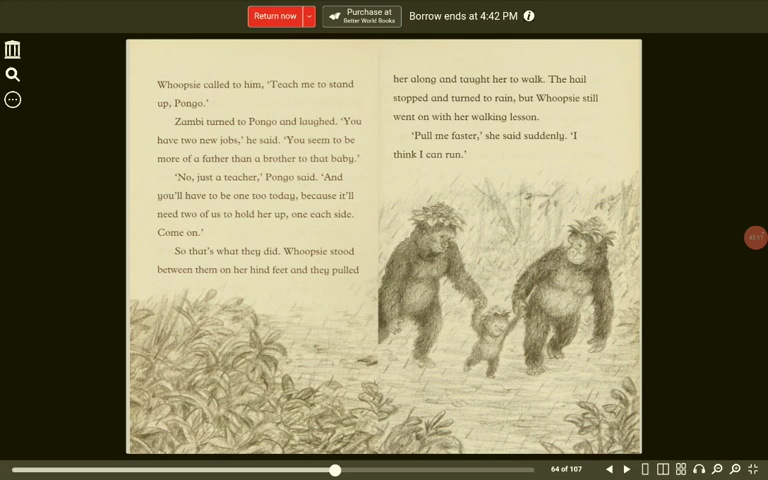 Return now
Purchase at
Better World Books
Borrow ends at 4:42 PM
Whoopsie called to him, ‘Teach me to stand
up, Pongo.’
Zambi turned to Pongo and laughed. ‘You
have two new jobs,’ he said. ‘You seem to be
more of a father than a brother to that baby.’
‘No, just a teacher,’ Pongo said. ‘And
you’ll have to be one too today, because it’ll
need two of us to hold her up, one each side.
Come on.’
So that’s what they did. Whoopsie stood
between them on her hind feet and they pulled
her along and taught her to walk. The hail
stopped and turned to rain, but Whoopsie still
went on with her walking lesson.
‘Pull me faster,’ she said suddenly. ‘I
think I can run.’
64 of 107